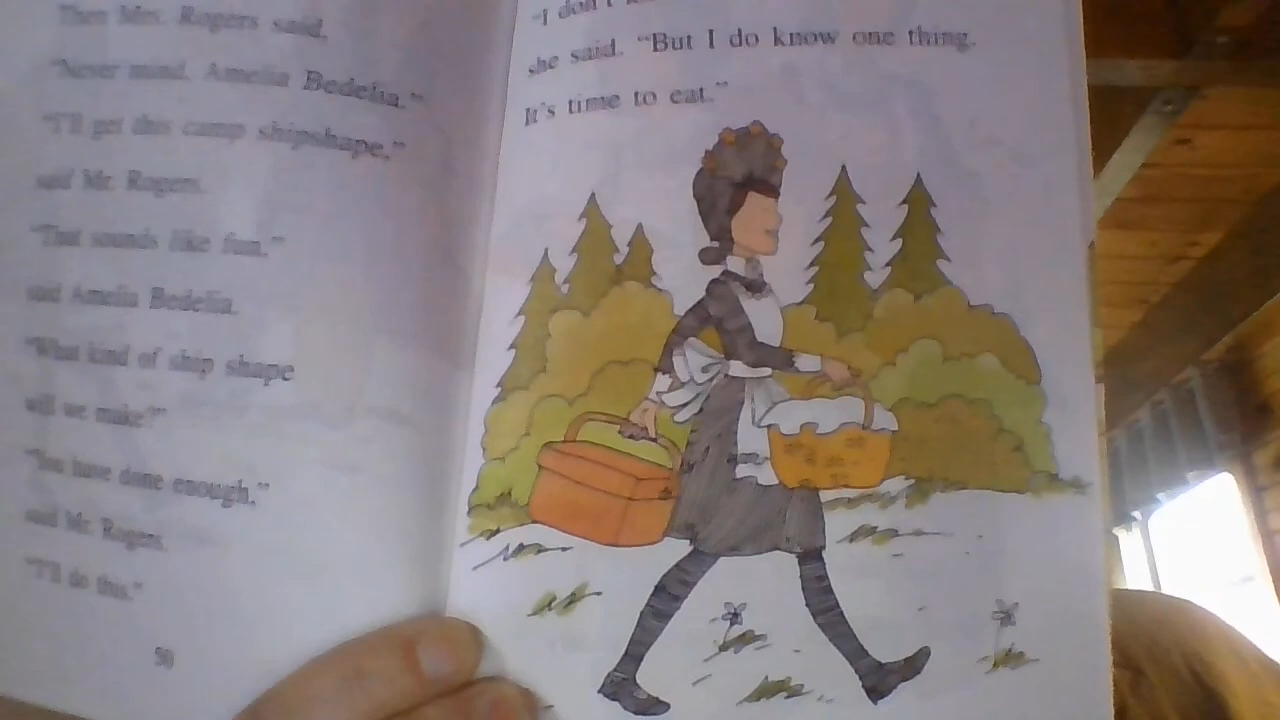 Then Mrs. Rogers said,
"Never mind, Amelia Bedelia."
"I'll get this camp shipshape,"
said Mr. Rogers.
"That sounds like fun,"
said Amelia Bedelia.
"What kind of ship shape
will we make?"
"You have done enough,"
said Mr. Rogers.
"I'll do this."
50
"I don't
she said. "But I do know one thing.
It's time to eat."